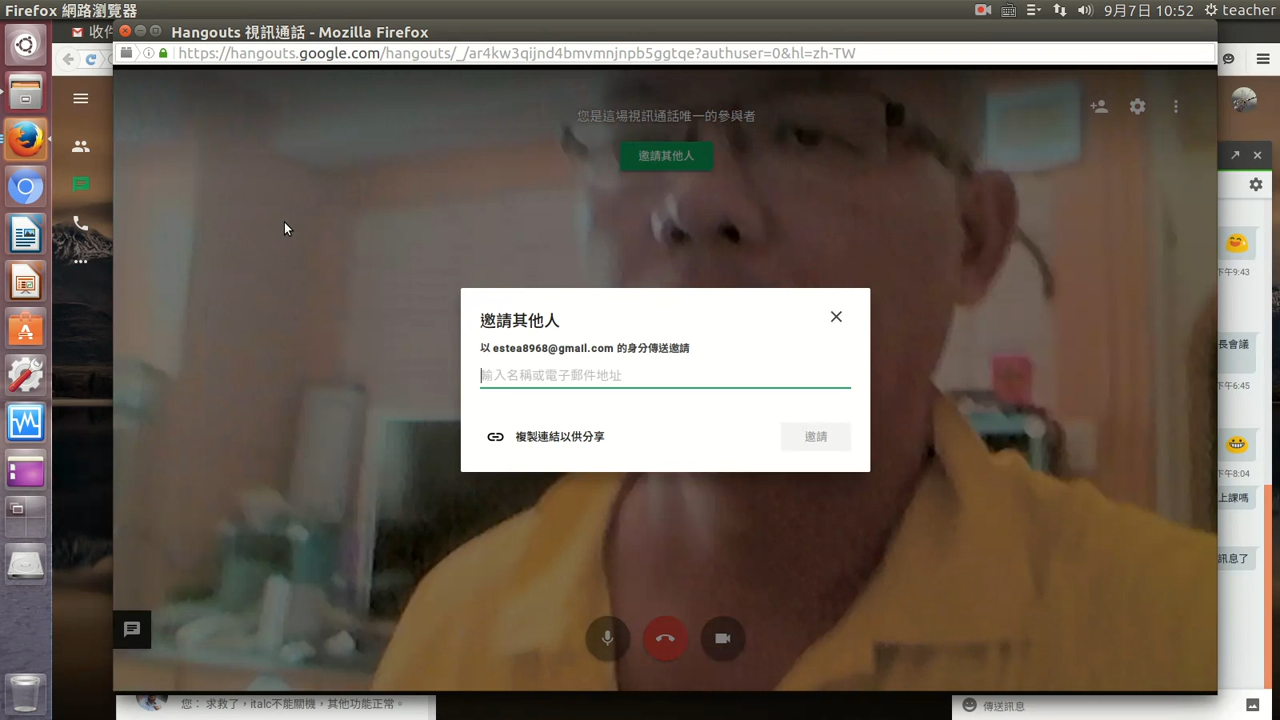 Firefox 網路瀏覽器
9月7日 10:52
teacher
收件
Hangouts 視訊通話 - Mozilla Firefox
https://hangouts.google.com/hangouts/_/ar4kw3qijnd4bmvmnjnpb5ggtqe?authuser=0&hl=zh-TW
您是這場視訊通話唯一的參與者
邀請其他人
邀請其他人
以 estea8968@gmail.com 的身分傳送邀請
輸入名稱或電子郵件地址
複製連結以供分享
邀請
下午9:43
長會議
下午6:45
下午8:04
上課嗎
訊息了
您： 求救了，italc不能關機，其他功能正常。
傳送訊息